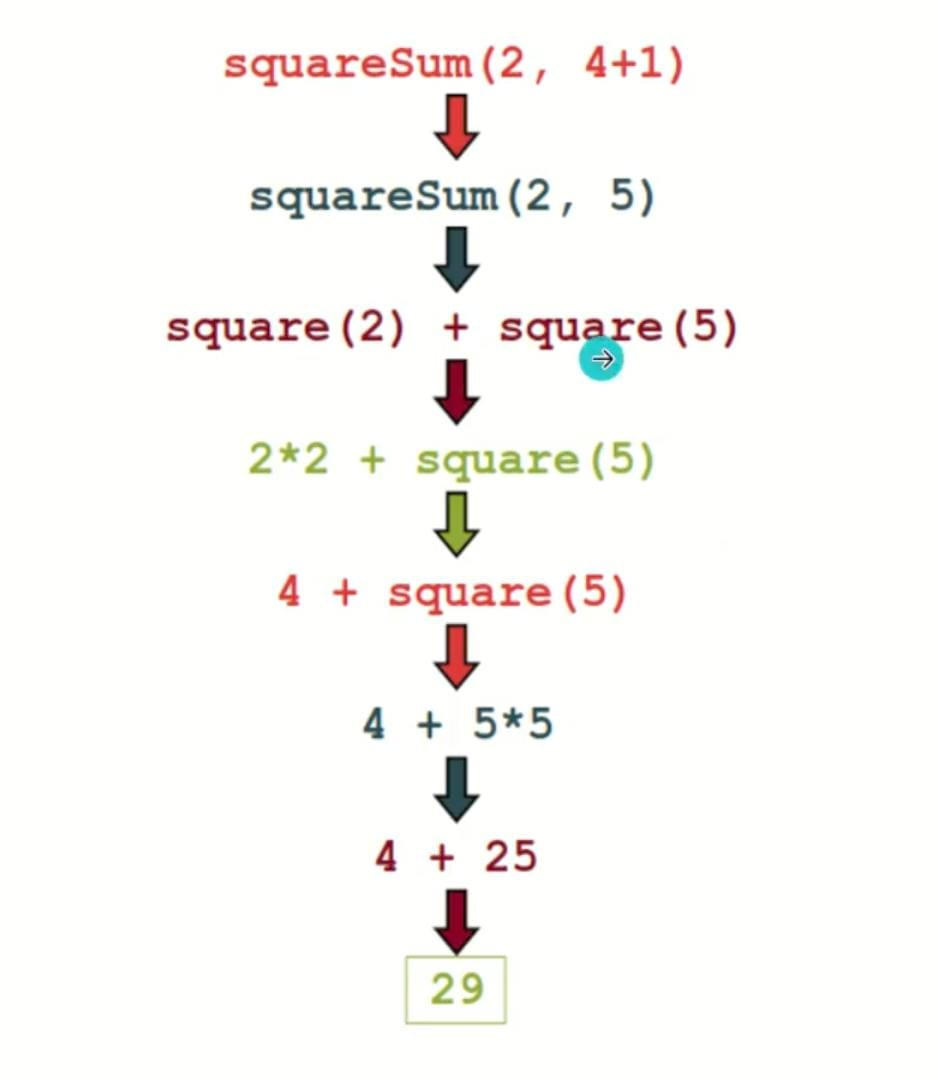 squareSum(2, 4+1)
squareSum(2, 5)
square(2) + square(5)
2*2 + square(5)
4 + square(5)
4 + 5*5
4 + 25
29